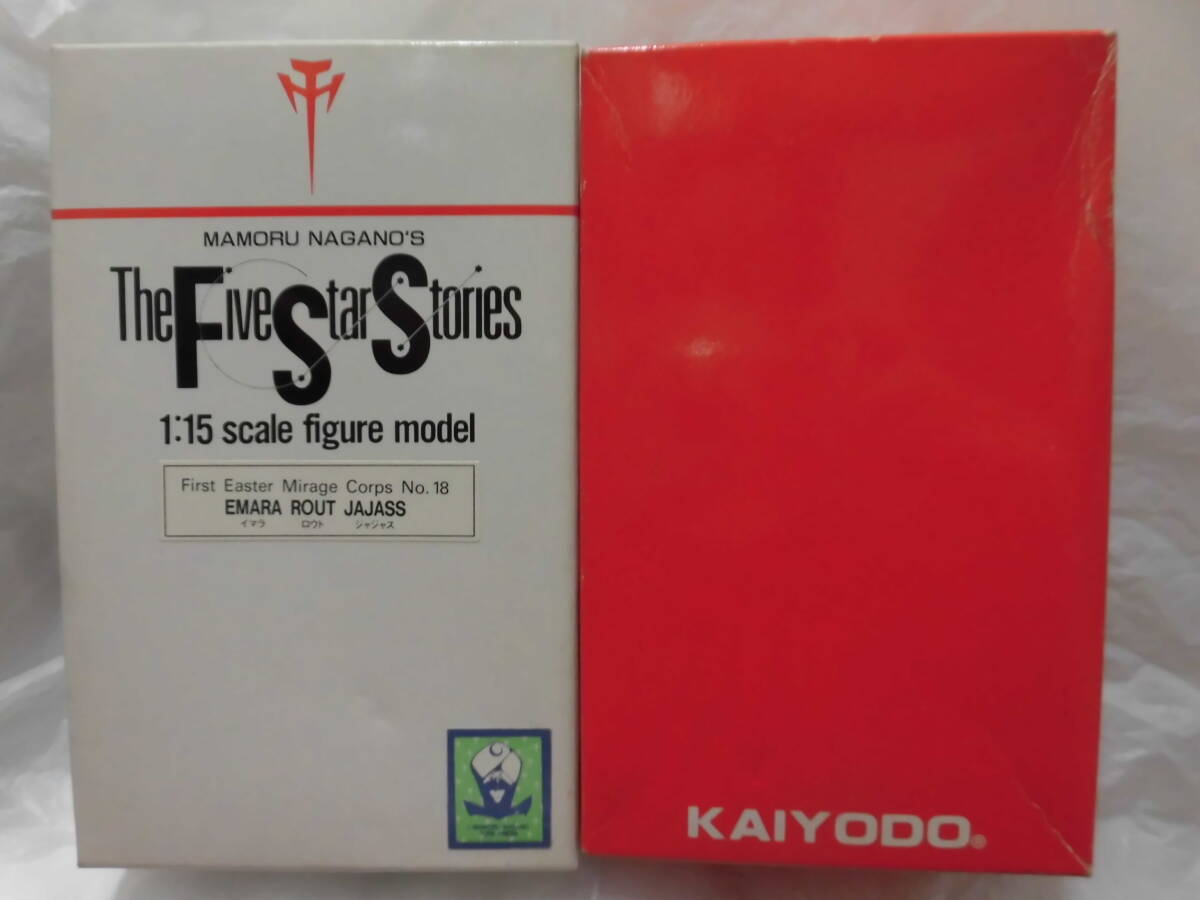 MAMORU NAGANO'S
The Five Star Stories
1:15 scale figure model
First Easter Mirage Corps No. 18
EMARA ROUT JAJASS
イマラ ロウト ジャジャス
KAIYODO®